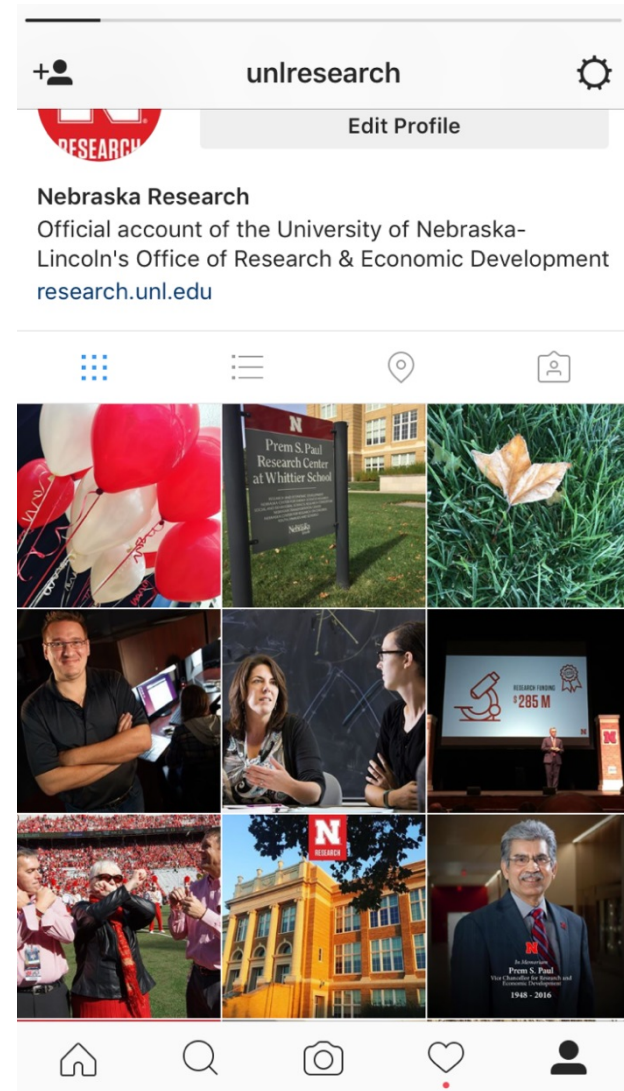 unlresearch
RESEARCH
Edit Profile
Nebraska Research
Official account of the University of Nebraska-
Lincoln's Office of Research & Economic Development
research.unl.edu
N
Prem S. Paul
Research Center
at Whittier School
Nebraska
RESEARCH FUNDING
$285 M
N
N
RESEARCH
N
In Memoriam
Prem S. Paul
Vice Chancellor for Research and
Economic Development
1948 - 2016